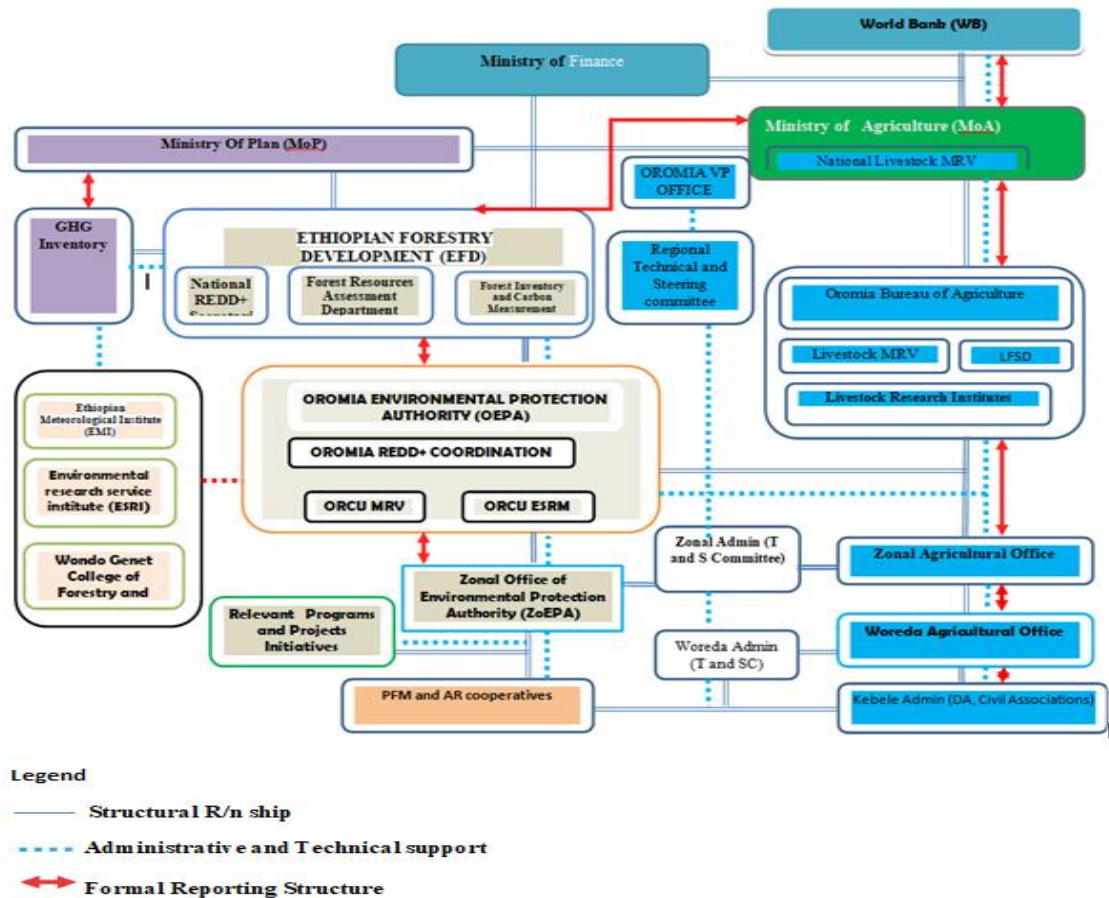 World Bank (WB)
Ministry of Finance
Ministry of Agriculture (MoA)
National Livestock MRV
Ministry Of Plan (MoP)
OROMIA VP
OFFICE
GHG
Inventory
ETHIOPIAN FORESTRY
DEVELOPMENT (EFD)
National
REDD+
Forest Resources
Assessment
Department
Forest Inventory
and Carbon
Measurement
Regional
Technical and
Steering
committee
Oromia Bureau of Agriculture
Livestock MRV
LFSD
Livestock Research Institutes
Ethiopian
Meteorological Institute
(EMI)
Environmental
research service
institute (ESRI)
Wondo Genet
College of
Forestry and
OROMIA ENVIRONMENTAL PROTECTION
AUTHORITY (OEPA)
OROMIA REDD+ COORDINATION
ORCU MRV
ORCU ESRM
Zonal Admin (T
and S Committee)
Zonal Agricultural Office
Zonal Office of
Environmental Protection
Authority (ZoEPA)
Relevant Programs
and Projects
Initiatives
Woreda Admin
(T and SC)
Woreda Agricultural Office
PFM and AR cooperatives
Kebele Admin (DA, Civil Associations)
Legend
Structural R/n ship
Administrative and Technical support
Formal Reporting Structure